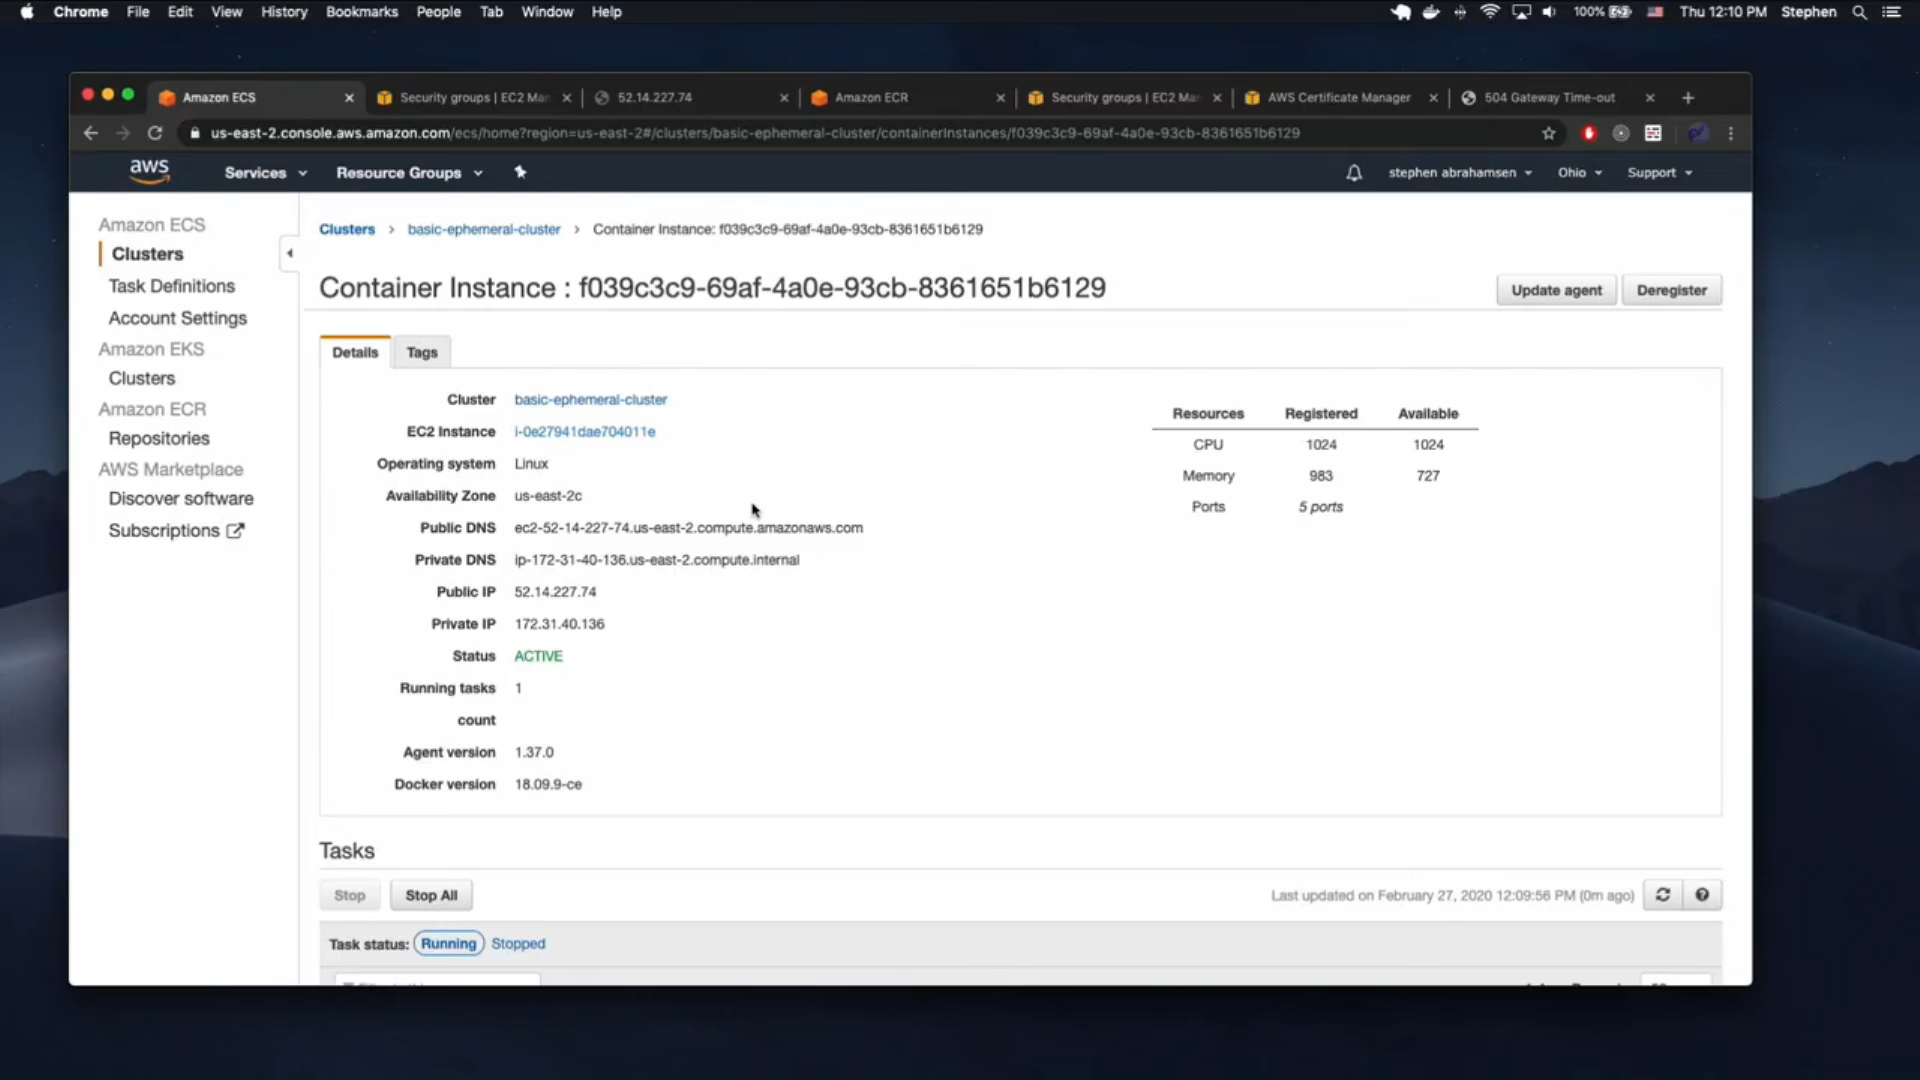 Chrome File Edit View History Bookmarks People Tab Window Help 100% Thu 12:10 PM Stephen
Amazon ECS Security groups | EC2 Man 52.14.227.74 Amazon ECR Security groups | EC2 Man AWS Certificate Manager 504 Gateway Time-out
us-east-2.console.aws.amazon.com/ecs/home?region=us-east-2#/clusters/basic-ephemeral-cluster/containerInstances/f039c3c9-69af-4a0e-93cb-8361651b6129
aws Services Resource Groups stephen abrahamsen Ohio Support
Amazon ECS
Clusters
Task Definitions
Account Settings
Amazon EKS
Clusters
Amazon ECR
Repositories
AWS Marketplace
Discover software
Subscriptions
Clusters > basic-ephemeral-cluster > Container Instance: f039c3c9-69af-4a0e-93cb-8361651b6129
Container Instance : f039c3c9-69af-4a0e-93cb-8361651b6129
Update agent Deregister
Details Tags
Cluster basic-ephemeral-cluster
EC2 Instance i-0e27941dae704011e
Operating system Linux
Availability Zone us-east-2c
Public DNS ec2-52-14-227-74.us-east-2.compute.amazonaws.com
Private DNS ip-172-31-40-136.us-east-2.compute.internal
Public IP 52.14.227.74
Private IP 172.31.40.136
Status ACTIVE
Running tasks 1
count
Agent version 1.37.0
Docker version 18.09.9-ce
Resources Registered Available
CPU 1024 1024
Memory 983 727
Ports 5 ports
Tasks
Stop Stop All
Last updated on February 27, 2020 12:09:56 PM (0m ago)
Task status: Running Stopped